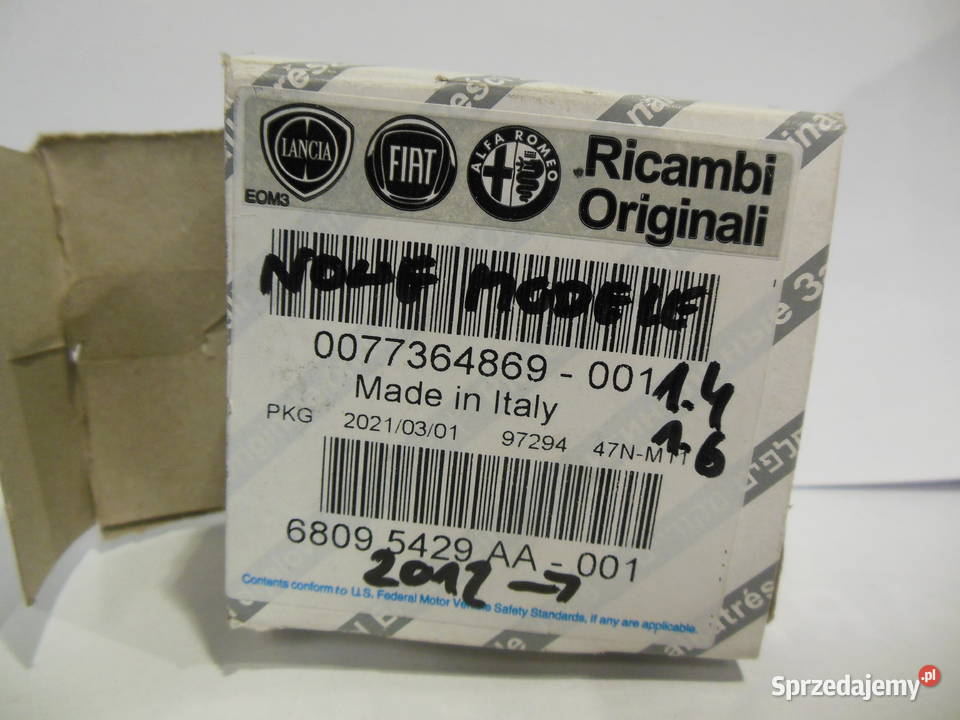 LANCIA
FIAT
ALFA ROMEO
Ricambi
Originali
EOM3
NOWE MODELE
0077364869 - 001
1.4
Made in Italy
PKG 2021/03/01 97294 47N-M11
1.6
6809 5429 AA - 001
2012 →
Contents conform to U.S. Federal Motor Vehicle Safety Standards, if any are applicable.
Sprzedajemy.pl